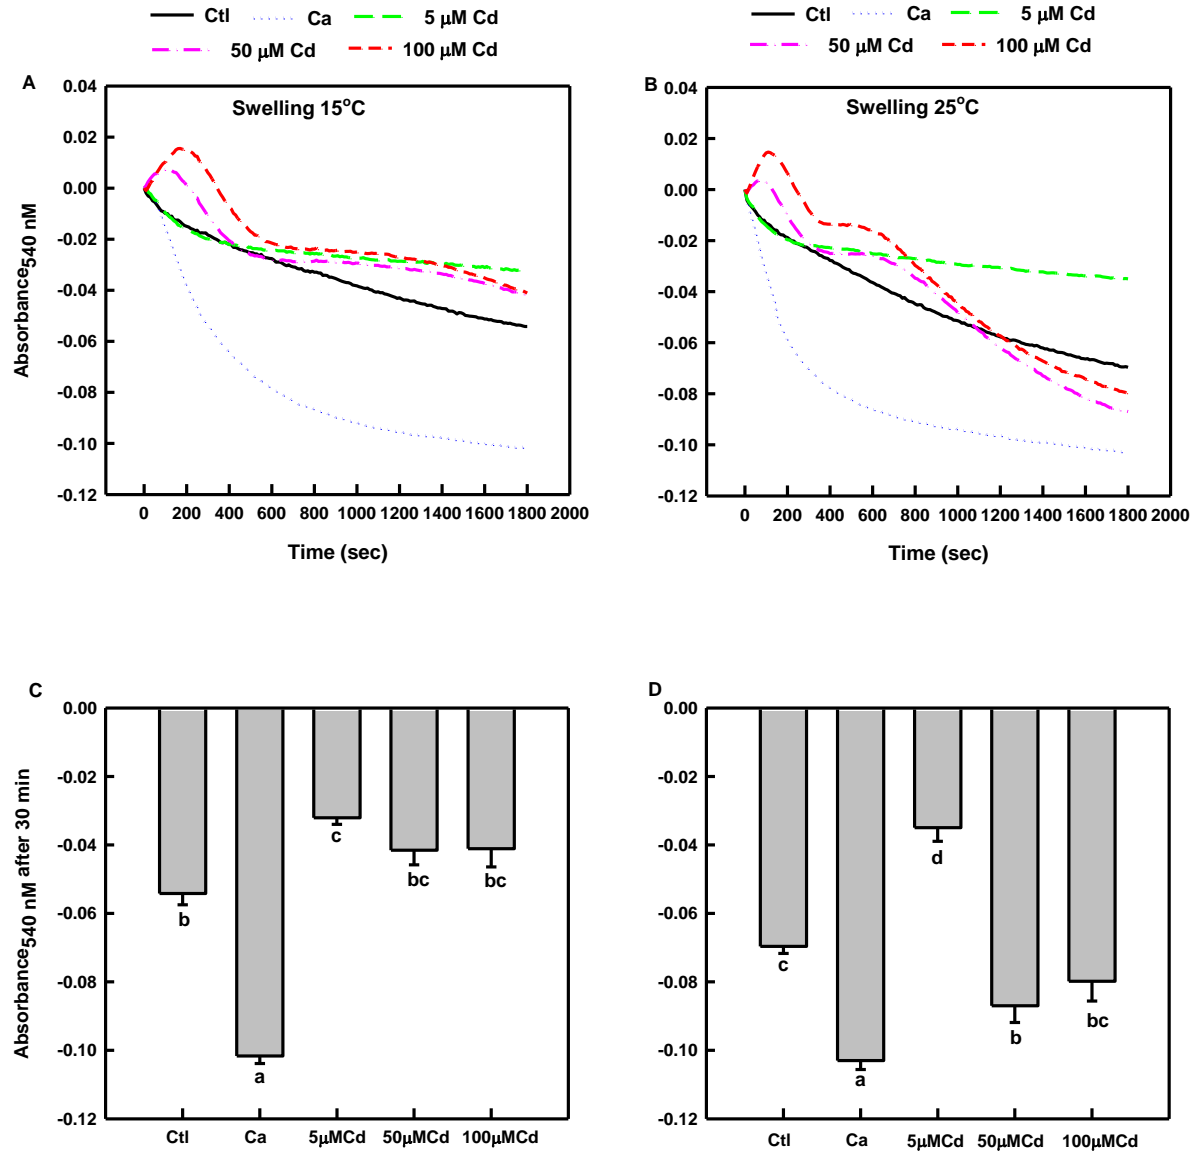 Ctl Ca 5 μM Cd
50 μM Cd 100 μM Cd
Ctl Ca 5 μM Cd
50 μM Cd 100 μM Cd
A
Swelling 15°C
Absorbance540 nM
0.04
0.02
0.00
-0.02
-0.04
-0.06
-0.08
-0.10
-0.12
0 200 400 600 800 1000 1200 1400 1600 1800 2000
Time (sec)
B
Swelling 25°C
0.04
0.02
0.00
-0.02
-0.04
-0.06
-0.08
-0.10
-0.12
0 200 400 600 800 1000 1200 1400 1600 1800 2000
Time (sec)
C
Absorbance540 nM after 30 min
0.00
-0.02
-0.04
-0.06
-0.08
-0.10
-0.12
b
a
c
bc
bc
Ctl Ca 5μMCd 50μMCd 100μMCd
D
0.00
-0.02
-0.04
-0.06
-0.08
-0.10
-0.12
c
a
d
b
bc
Ctl Ca 5μMCd 50μMCd 100μMCd